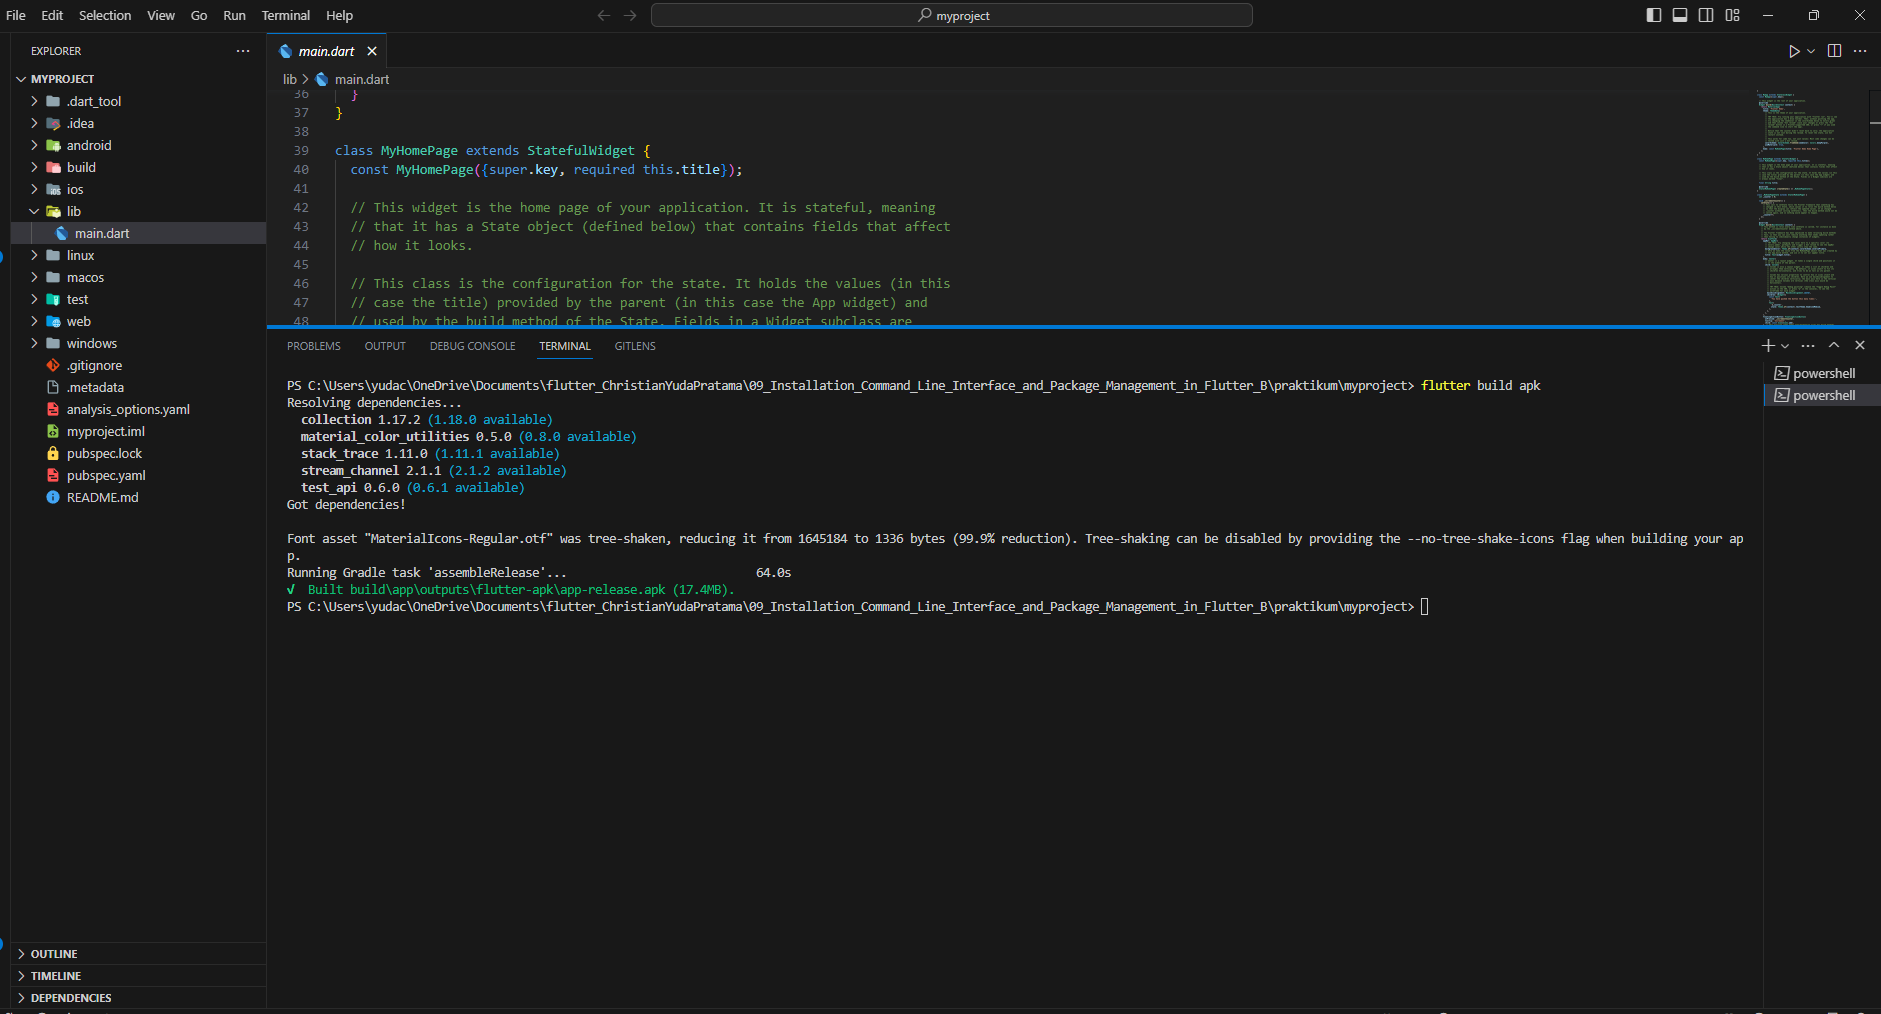 File Edit Selection View Go Run Terminal Help
myproject
EXPLORER
MYPROJECT
.dart_tool
.idea
android
build
ios
lib
main.dart
linux
macos
test
web
windows
.gitignore
.metadata
analysis_options.yaml
myproject.iml
pubspec.lock
pubspec.yaml
README.md
OUTLINE
TIMELINE
DEPENDENCIES
main.dart
lib > main.dart
36 }
37 }
38
39 class MyHomePage extends StatefulWidget {
40 const MyHomePage({super.key, required this.title});
41
42 // This widget is the home page of your application. It is stateful, meaning
43 // that it has a State object (defined below) that contains fields that affect
44 // how it looks.
45
46 // This class is the configuration for the state. It holds the values (in this
47 // case the title) provided by the parent (in this case the App widget) and
48 // used by the build method of the State. Fields in a Widget subclass are
PROBLEMS OUTPUT DEBUG CONSOLE TERMINAL GITLENS
PS C:\Users\yudac\OneDrive\Documents\flutter_ChristianYudaPratama\09_Installation_Command_Line_Interface_and_Package_Management_in_Flutter_B\praktikum\myproject> flutter build apk
Resolving dependencies...
collection 1.17.2 (1.18.0 available)
material_color_utilities 0.5.0 (0.8.0 available)
stack_trace 1.11.0 (1.11.1 available)
stream_channel 2.1.1 (2.1.2 available)
test_api 0.6.0 (0.6.1 available)
Got dependencies!
Font asset "MaterialIcons-Regular.otf" was tree-shaken, reducing it from 1645184 to 1336 bytes (99.9% reduction). Tree-shaking can be disabled by providing the --no-tree-shake-icons flag when building your ap
p.
Running Gradle task 'assembleRelease'... 64.0s
√ Built build\app\outputs\flutter-apk\app-release.apk (17.4MB).
PS C:\Users\yudac\OneDrive\Documents\flutter_ChristianYudaPratama\09_Installation_Command_Line_Interface_and_Package_Management_in_Flutter_B\praktikum\myproject>
powershell
powershell